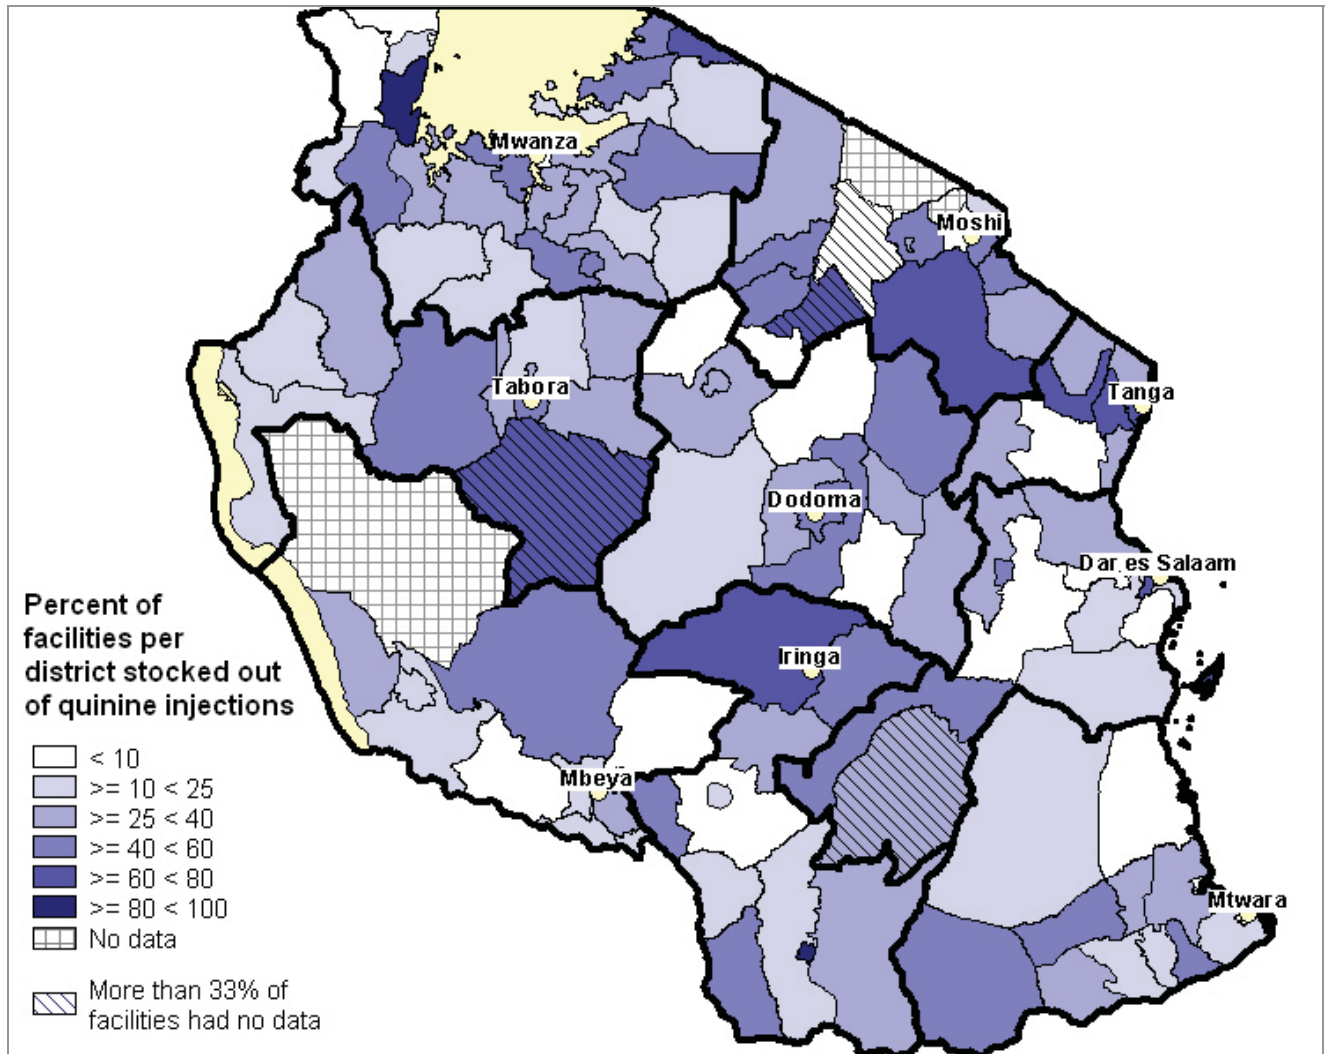 Mwanza
Moshi
Tabora
Tanga
Dodoma
Dar es Salaam
Iringa
Mbeya
Mtwara
Percent of
facilities per
district stocked out
of quinine injections
< 10
>= 10 < 25
>= 25 < 40
>= 40 < 60
>= 60 < 80
>= 80 < 100
No data
More than 33% of
facilities had no data